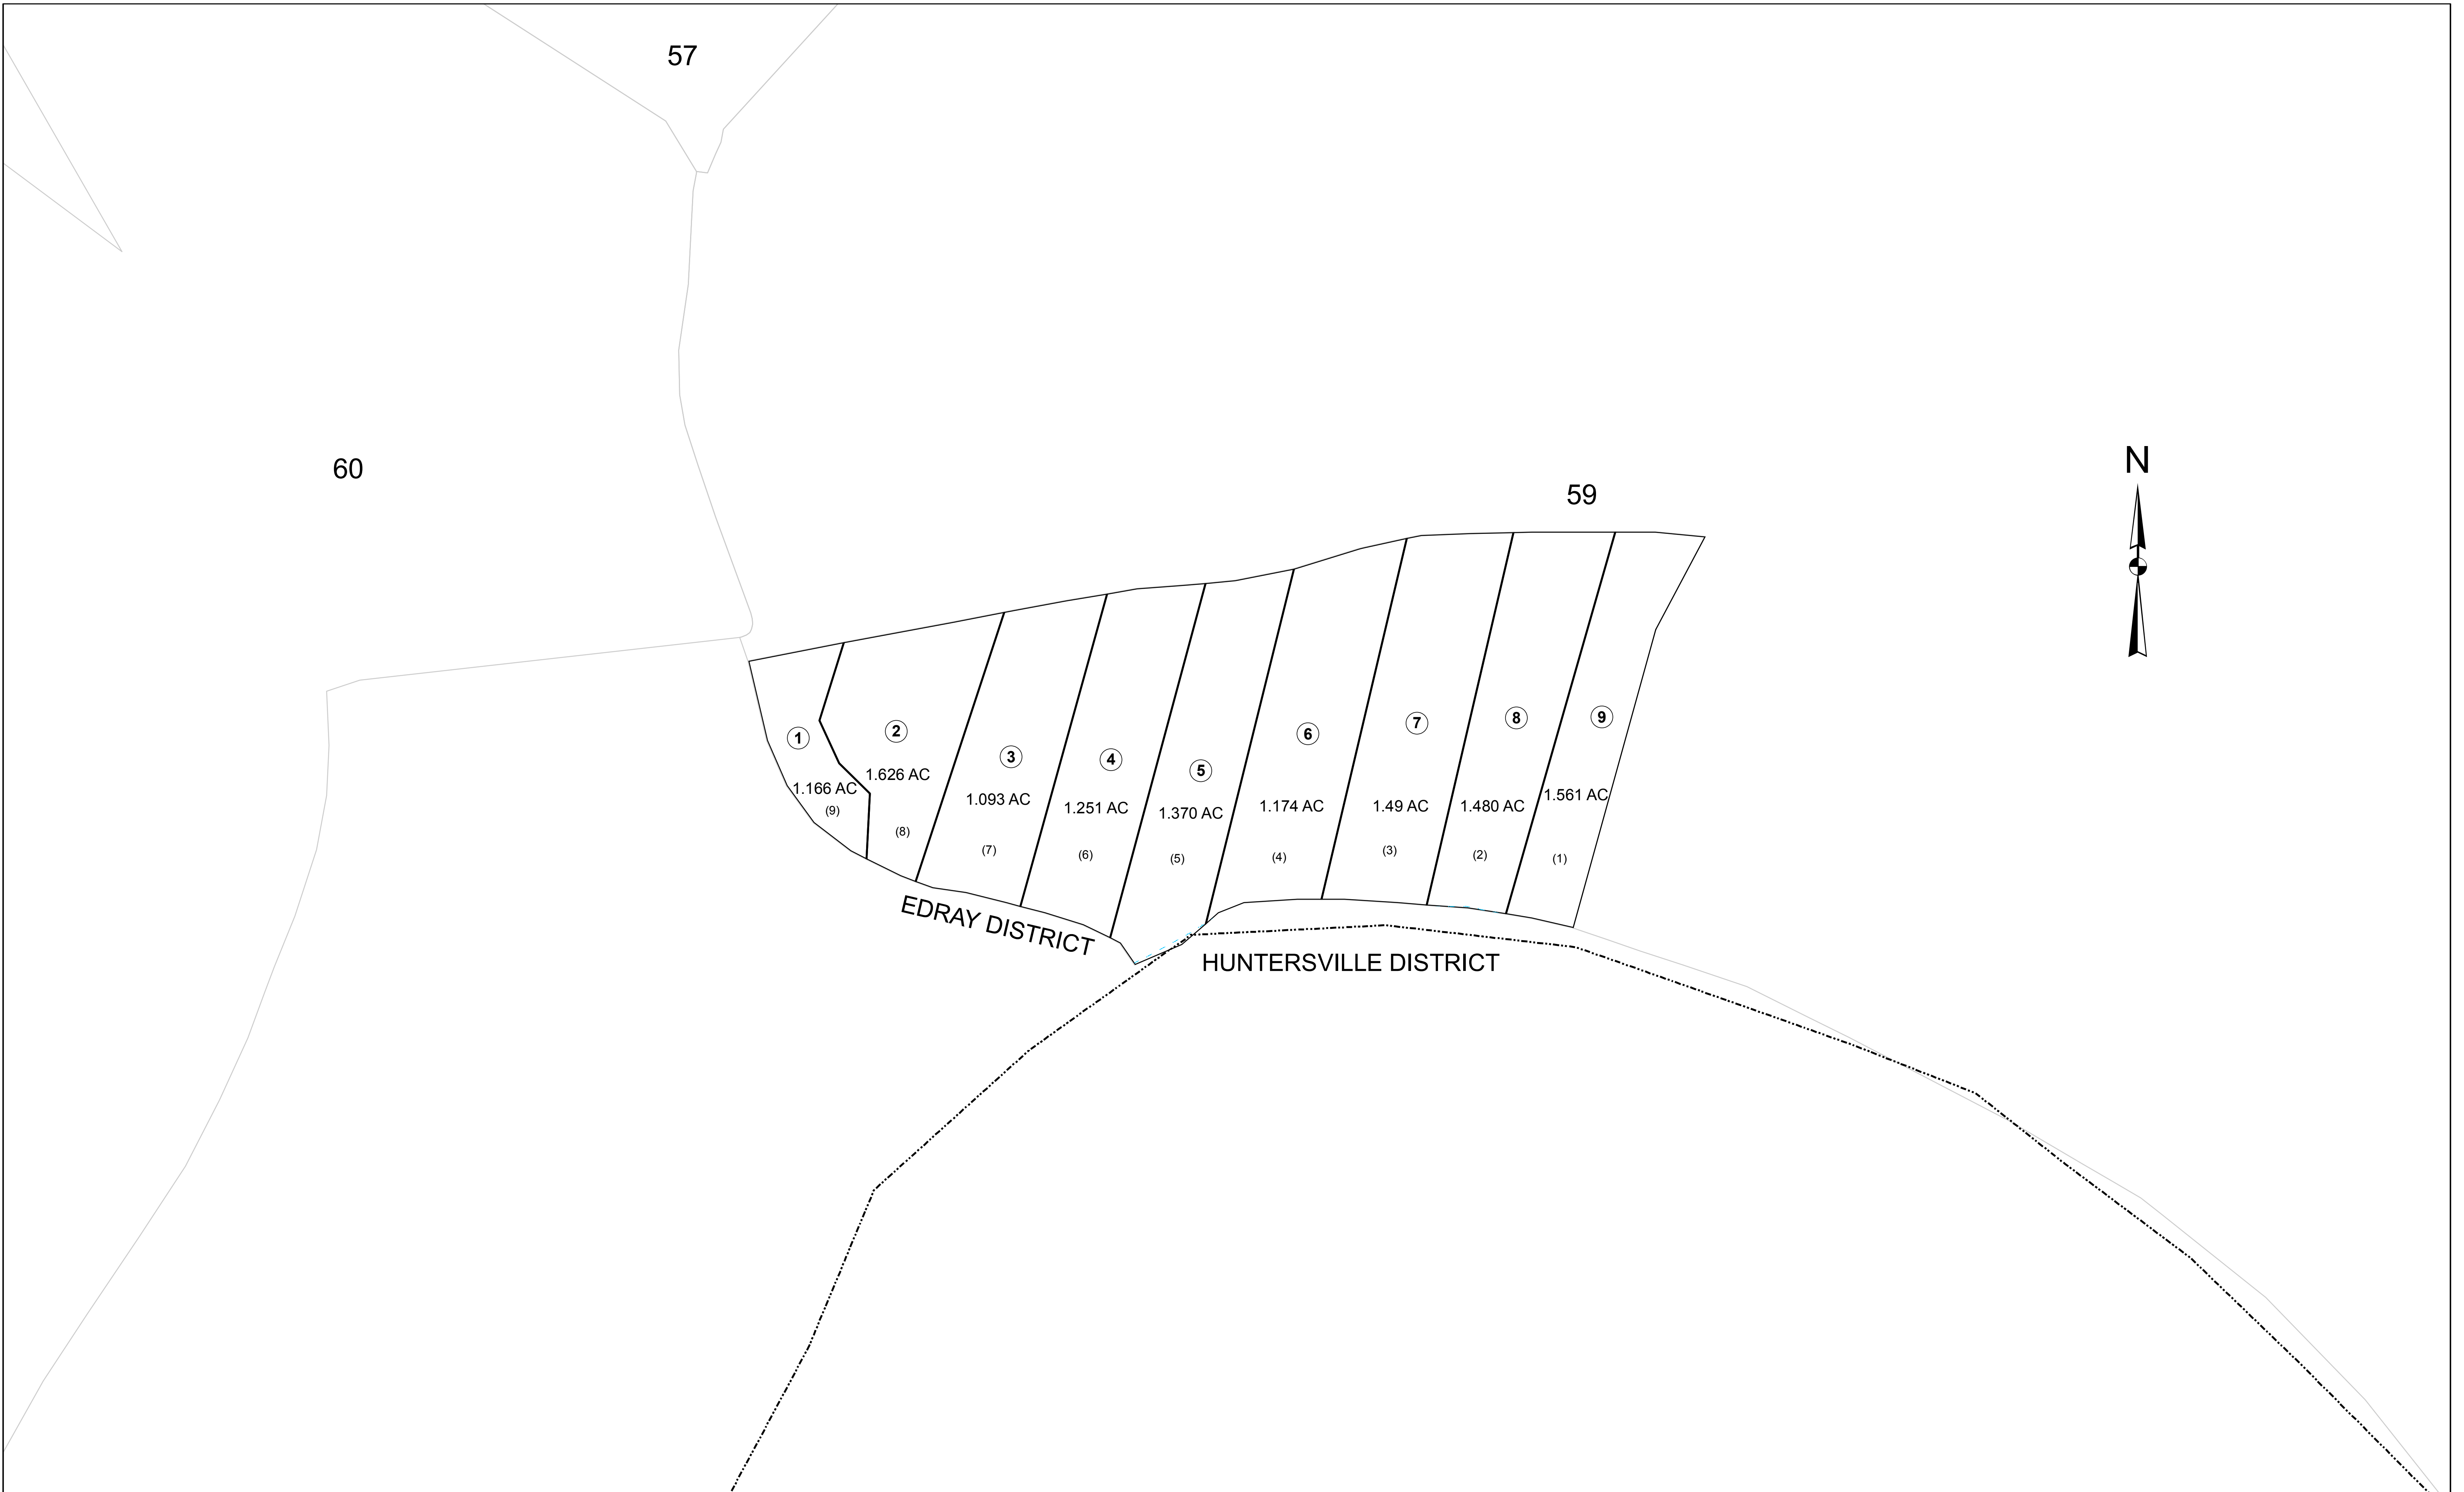 57
60
59
N
1
2
3
4
5
6
7
8
9
1.166 AC
1.626 AC
1.093 AC
1.251 AC
1.370 AC
1.174 AC
1.49 AC
1.480 AC
1.561 AC
(9)
(8)
(7)
(6)
(5)
(4)
(3)
(2)
(1)
EDRAY DISTRICT
HUNTERSVILLE DISTRICT